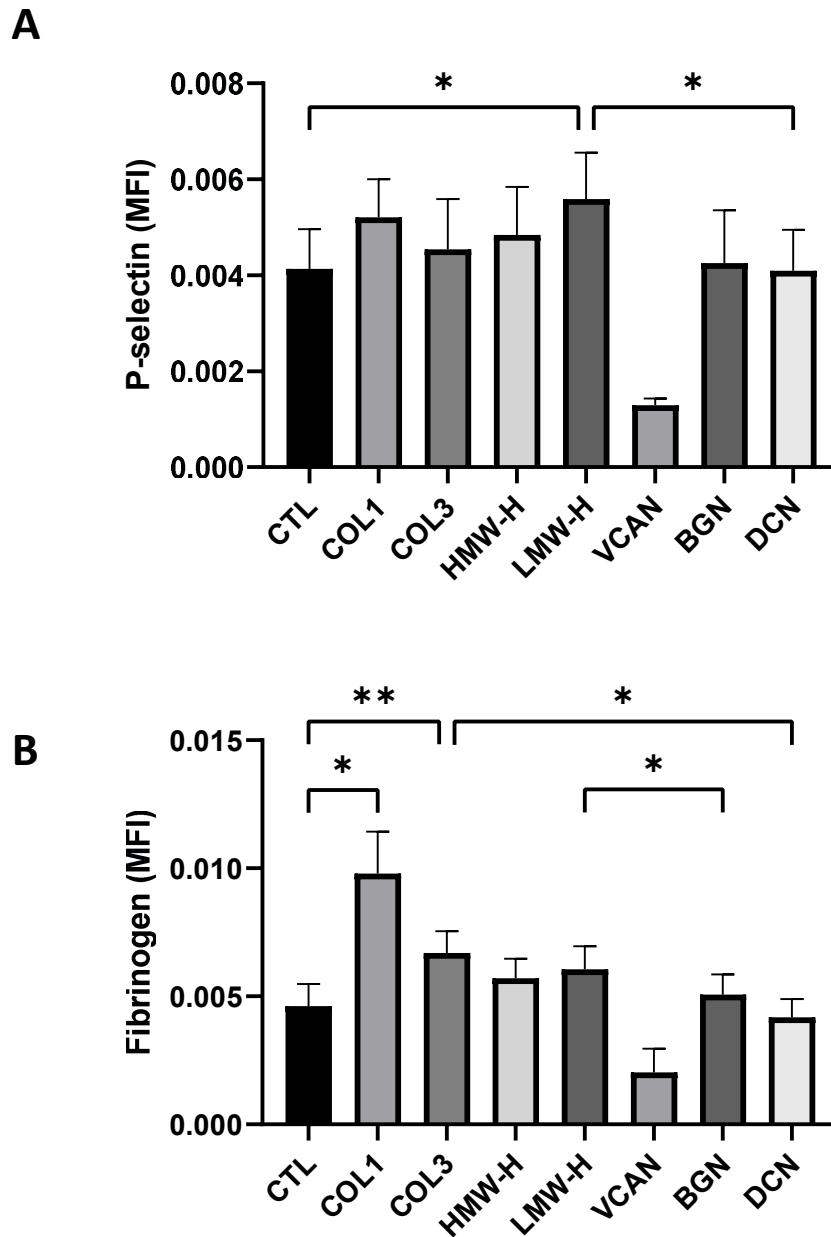 A
* *
0.008
0.006
0.004
0.002
0.000
P-selectin (MFI)
CTL COL1 COL3 HMW-H LMW-H VCAN BGN DCN
B
** *
* *
0.015
0.010
0.005
0.000
Fibrinogen (MFI)
CTL COL1 COL3 HMW-H LMW-H VCAN BGN DCN